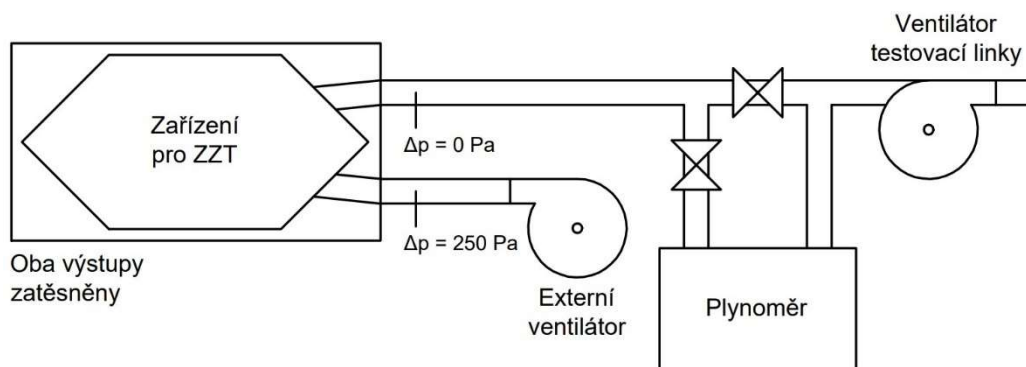 Ventilátor
testovací linky
Zařízení
pro ZZT
Δp = 0 Pa
Δp = 250 Pa
Oba výstupy
zatěsněny
Externí
ventilátor
Plynoměr